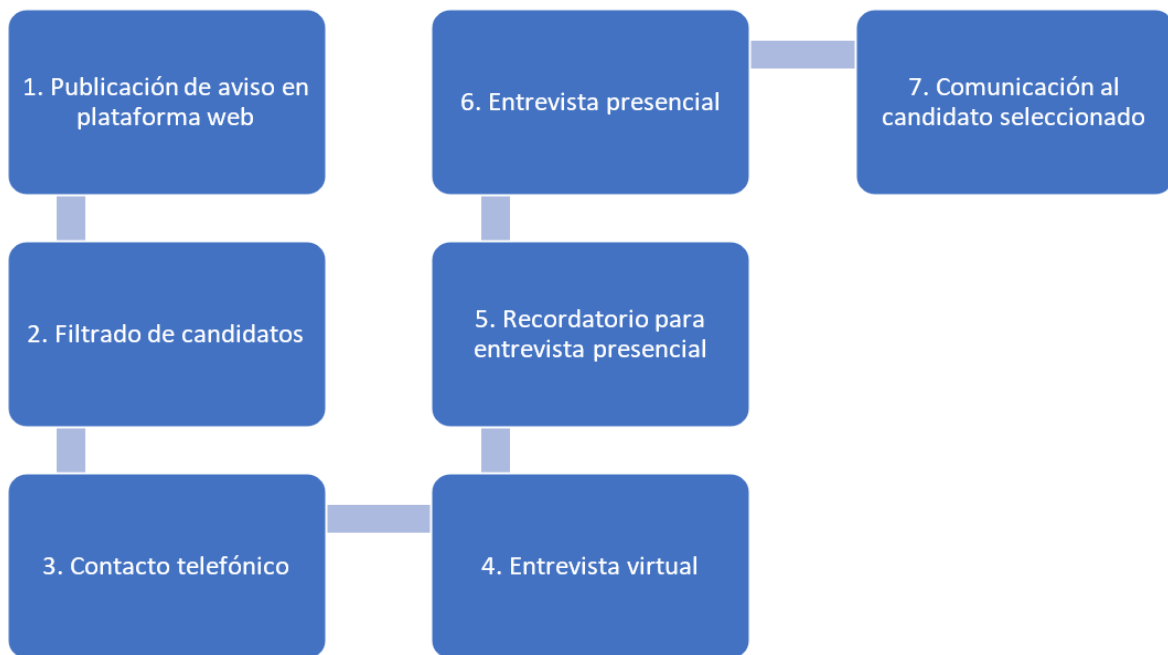 1. Publicación de aviso en
plataforma web
2. Filtrado de candidatos
3. Contacto telefónico
4. Entrevista virtual
5. Recordatorio para
entrevista presencial
6. Entrevista presencial
7. Comunicación al
candidato seleccionado